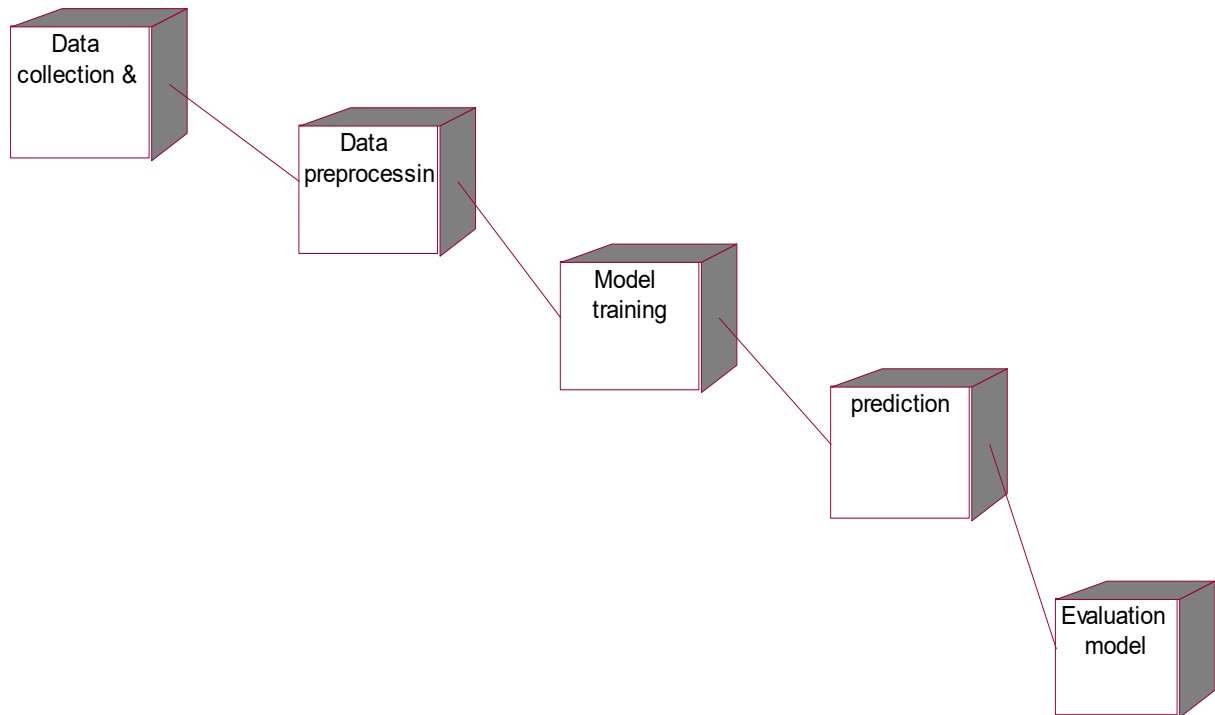 Data
collection &
Data
preprocessin
Model
training
prediction
Evaluation
model